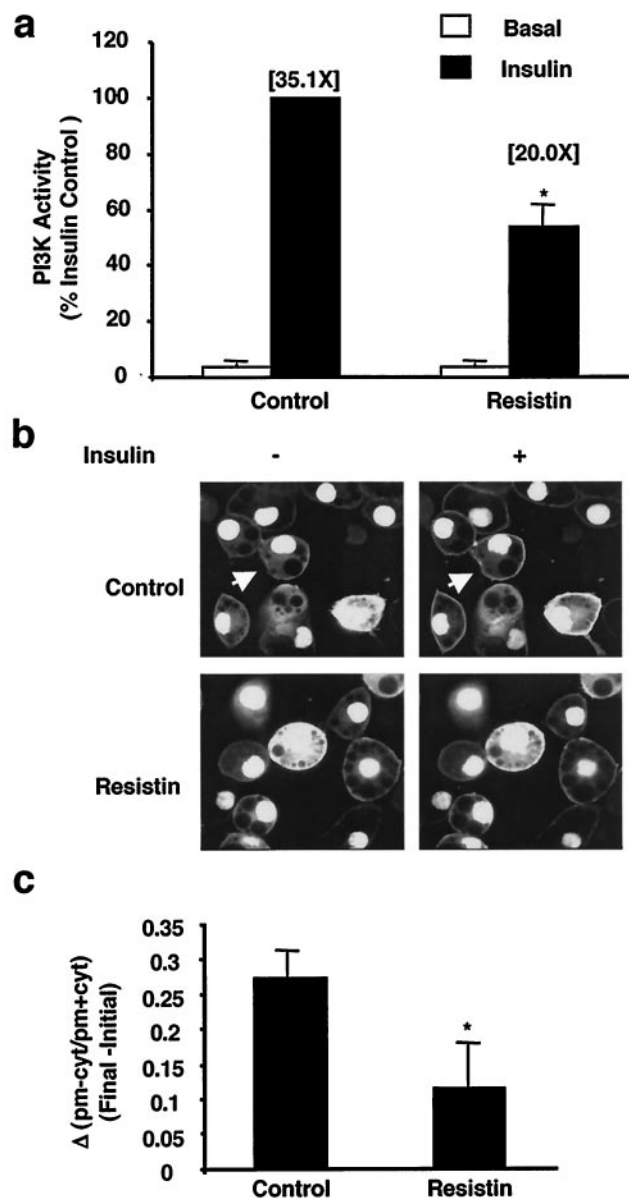 a
Basal
Insulin
PI3K Activity
(% Insulin Control )
120
100
80
60
40
20
0
[35.1X]
[20.0X]
*
Control
Resistin
b
Insulin
-
+
Control
Resistin
c
Δ (pm-cyt/pm+cyt)
(Final -Initial)
0.35
0.3
0.25
0.2
0.15
0.1
0.05
0
*
Control
Resistin